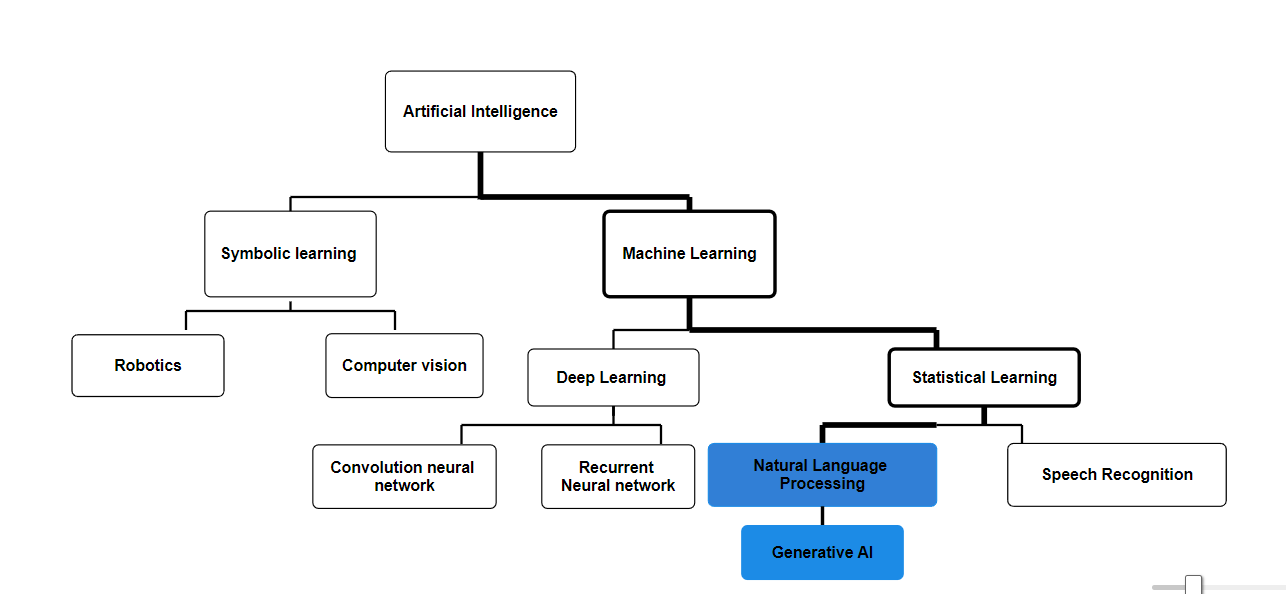 Artificial Intelligence
Symbolic learning
Machine Learning
Robotics
Computer vision
Deep Learning
Statistical Learning
Convolution neural
network
Recurrent
Neural network
Natural Language
Processing
Speech Recognition
Generative AI